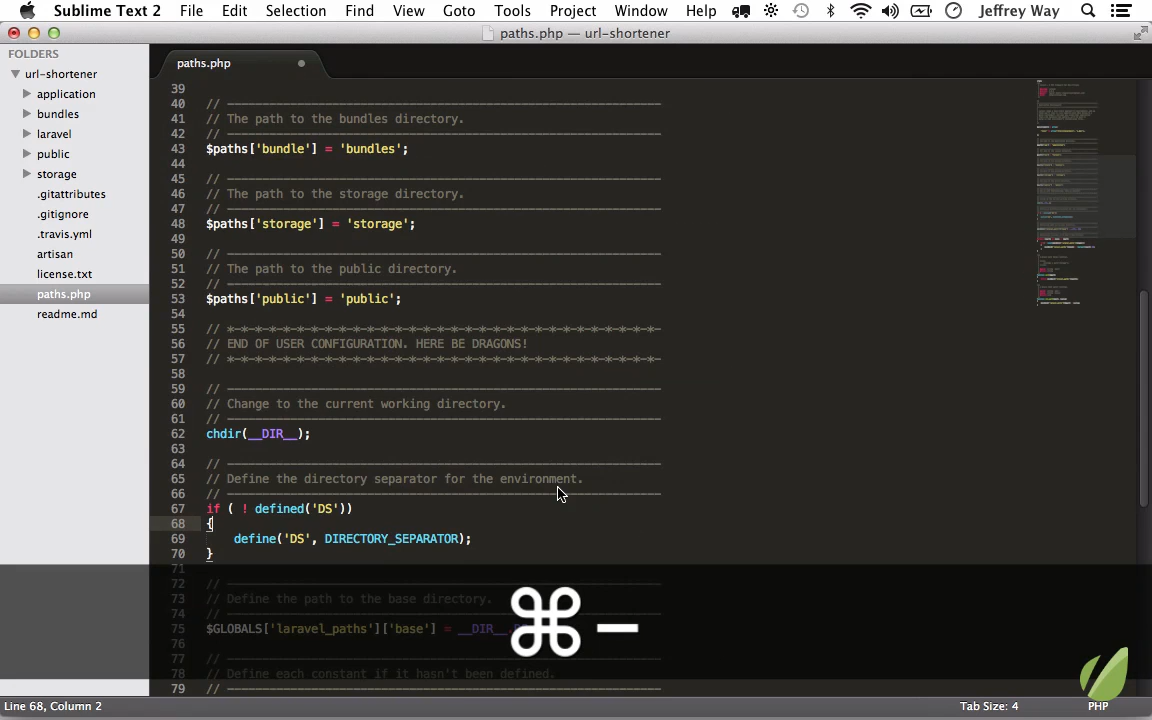 Sublime Text 2 File Edit Selection Find View Goto Tools Project Window Help Jeffrey Way
paths.php — url-shortener
FOLDERS
url-shortener
application
bundles
laravel
public
storage
.gitattributes
.gitignore
.travis.yml
artisan
license.txt
paths.php
readme.md
paths.php
39
40 // --------------------------------------------------------------
41 // The path to the bundles directory.
42 // --------------------------------------------------------------
43 $paths['bundle'] = 'bundles';
44
45 // --------------------------------------------------------------
46 // The path to the storage directory.
47 // --------------------------------------------------------------
48 $paths['storage'] = 'storage';
49
50 // --------------------------------------------------------------
51 // The path to the public directory.
52 // --------------------------------------------------------------
53 $paths['public'] = 'public';
54
55 // *-*-*-*-*-*-*-*-*-*-*-*-*-*-*-*-*-*-*-*-*-*-*-*-*-*-*-*-*-*-*-
56 // END OF USER CONFIGURATION. HERE BE DRAGONS!
57 // *-*-*-*-*-*-*-*-*-*-*-*-*-*-*-*-*-*-*-*-*-*-*-*-*-*-*-*-*-*-*-
58
59 // --------------------------------------------------------------
60 // Change to the current working directory.
61 // --------------------------------------------------------------
62 chdir(__DIR__);
63
64 // --------------------------------------------------------------
65 // Define the directory separator for the environment.
66 // --------------------------------------------------------------
67 if ( ! defined('DS'))
68 {
69 define('DS', DIRECTORY_SEPARATOR);
70 }
71
72 // --------------------------------------------------------------
73 // Define the path to the base directory.
74 // --------------------------------------------------------------
75 $GLOBALS['laravel_paths']['base'] = __DIR__
76
77 // --------------------------------------------------------------
78 // Define each constant if it hasn't been defined.
79 // --------------------------------------------------------------
⌘ –
Line 68, Column 2 Tab Size: 4 PHP